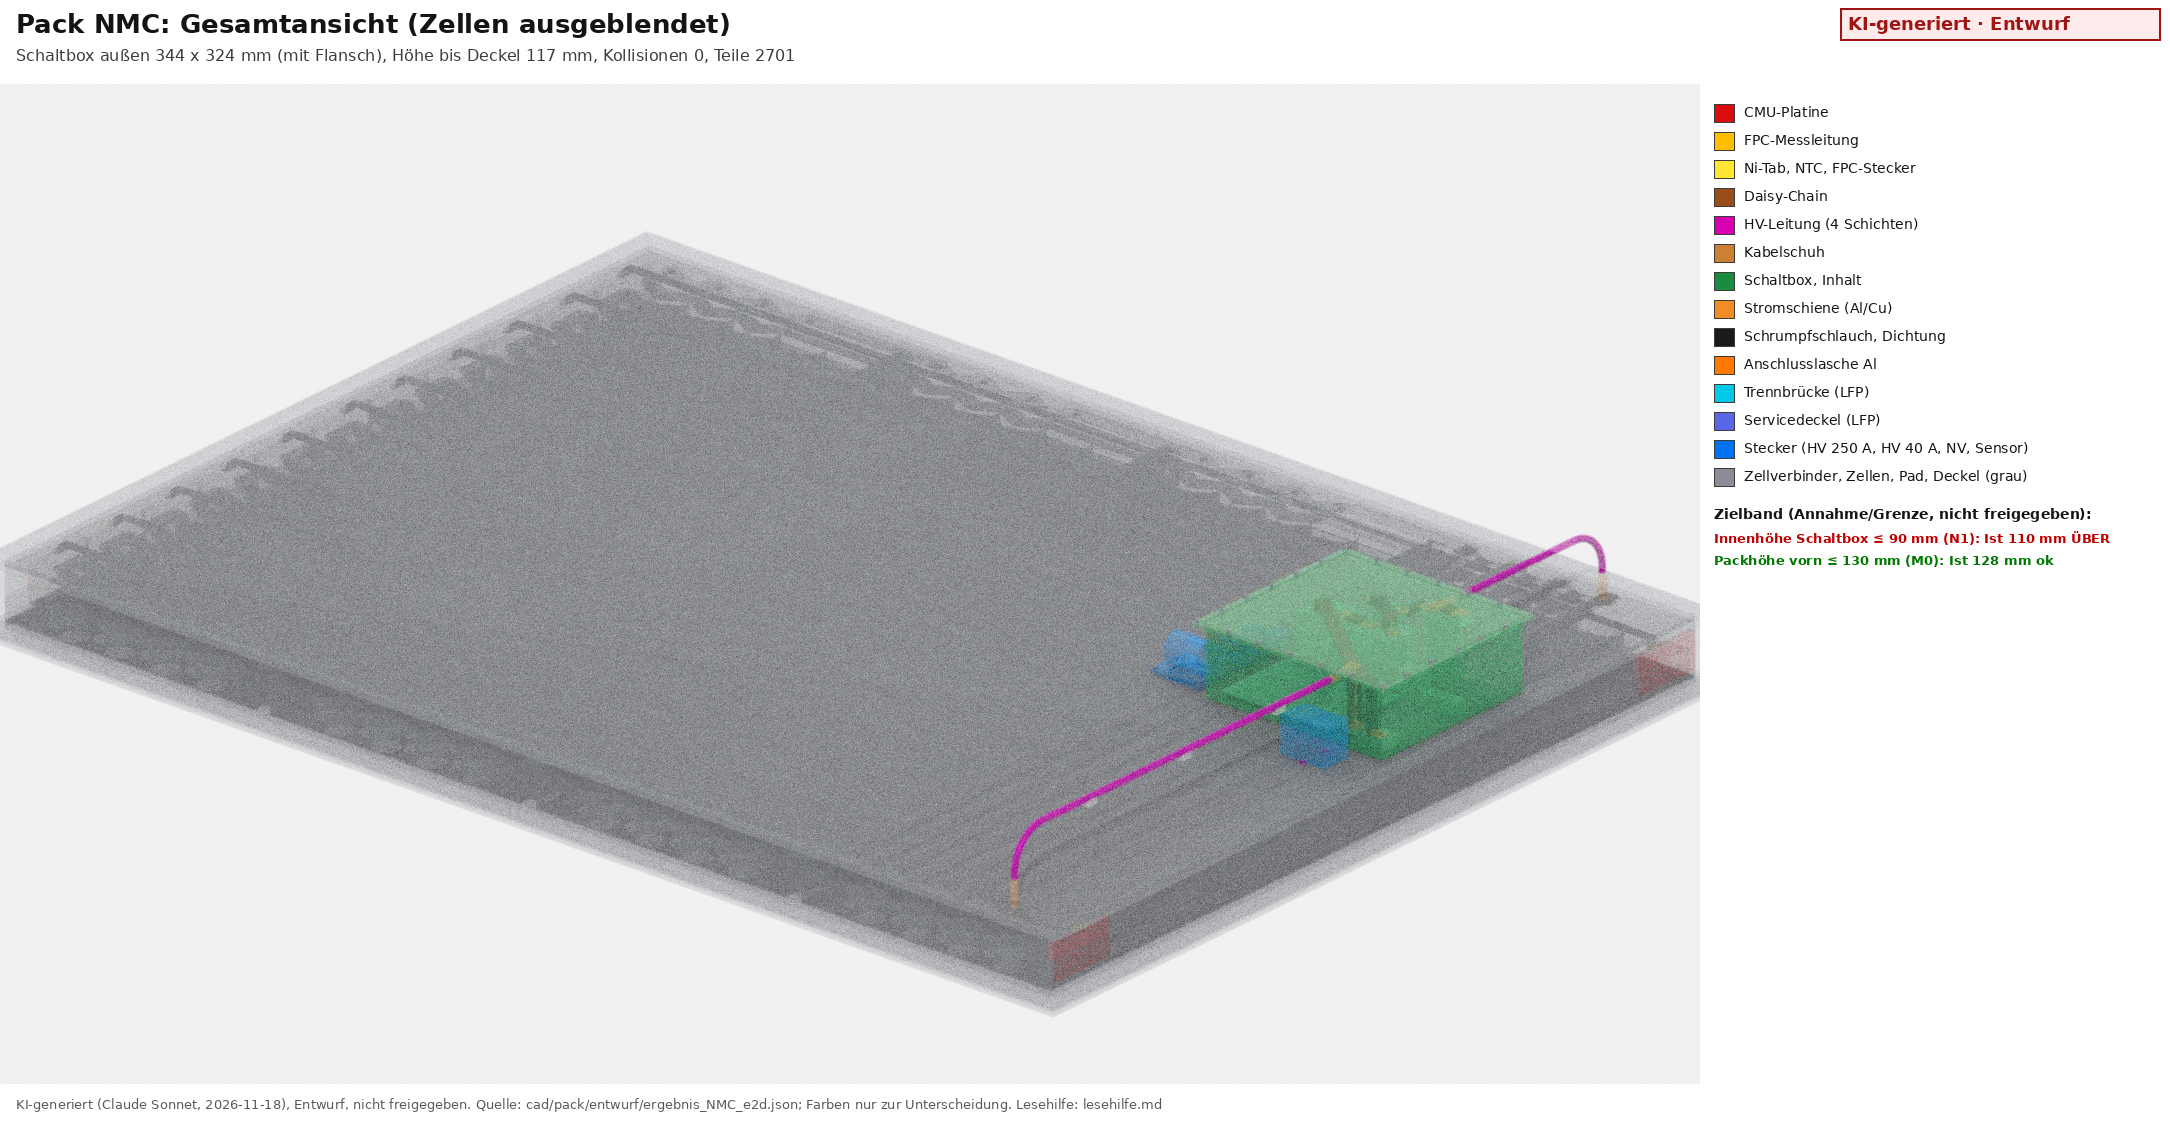 Pack NMC: Gesamtansicht (Zellen ausgeblendet)
KI-generiert · Entwurf
Schaltbox außen 344 x 324 mm (mit Flansch), Höhe bis Deckel 117 mm, Kollisionen 0, Teile 2701
CMU-Platine
FPC-Messleitung
Ni-Tab, NTC, FPC-Stecker
Daisy-Chain
HV-Leitung (4 Schichten)
Kabelschuh
Schaltbox, Inhalt
Stromschiene (Al/Cu)
Schrumpfschlauch, Dichtung
Anschlusslasche Al
Trennbrücke (LFP)
Servicedeckel (LFP)
Stecker (HV 250 A, HV 40 A, NV, Sensor)
Zellverbinder, Zellen, Pad, Deckel (grau)
Zielband (Annahme/Grenze, nicht freigegeben):
Innenhöhe Schaltbox ≤ 90 mm (N1): Ist 110 mm ÜBER
Packhöhe vorn ≤ 130 mm (M0): Ist 128 mm ok
KI-generiert (Claude Sonnet, 2026-11-18), Entwurf, nicht freigegeben. Quelle: cad/pack/entwurf/ergebnis_NMC_e2d.json; Farben nur zur Unterscheidung. Lesehilfe: lesehilfe.md